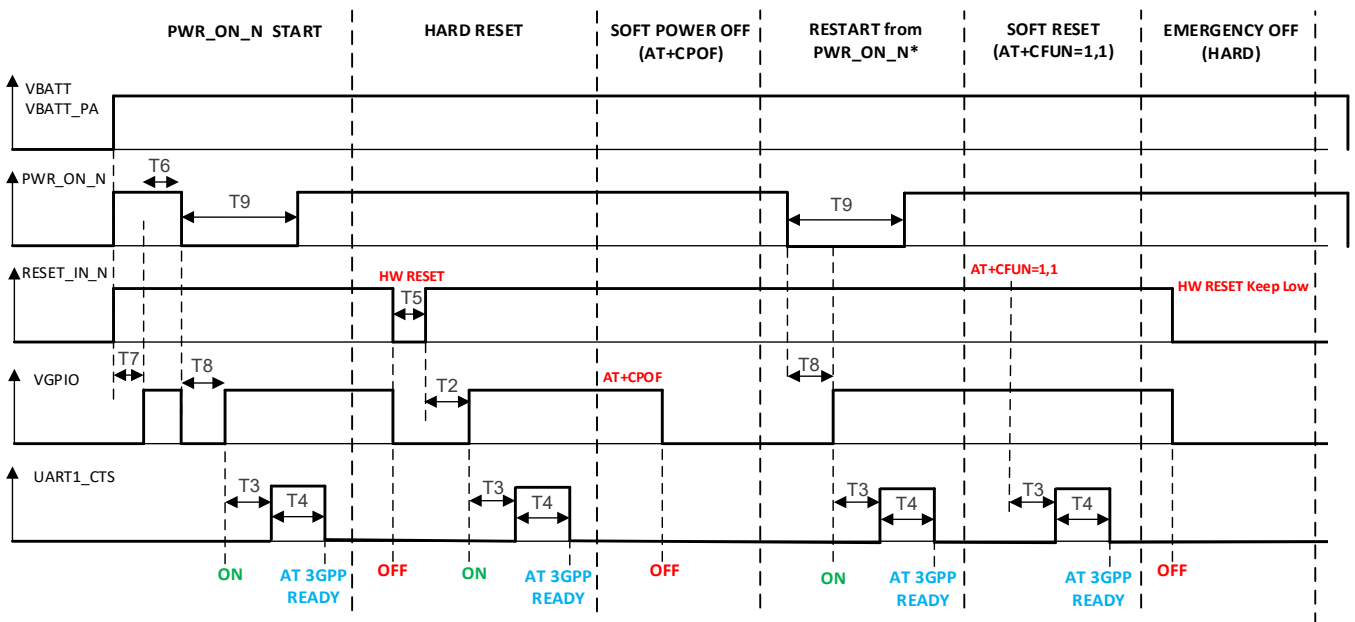 PWR_ON_N START
HARD RESET
SOFT POWER OFF
(AT+CPOF)
RESTART from
PWR_ON_N*
SOFT RESET
(AT+CFUN=1,1)
EMERGENCY OFF
(HARD)
VBATT
VBATT_PA
PWR_ON_N
T6
T9
T9
RESET_IN_N
HW RESET
T5
AT+CFUN=1,1
HW RESET Keep Low
VGPIO
T7
T8
T2
AT+CPOF
T8
UART1_CTS
T3
T4
T3
T4
T3
T4
T3
T4
ON
AT 3GPP
READY
OFF
ON
AT 3GPP
READY
OFF
ON
AT 3GPP
READY
AT 3GPP
READY
OFF